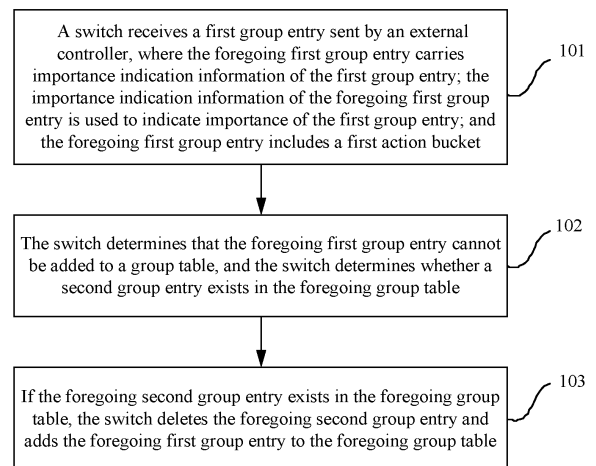 A switch receives a first group entry sent by an external
controller, where the foregoing first group entry carries
importance indication information of the first group entry; the
importance indication information of the foregoing first group
entry is used to indicate importance of the first group entry; and
the foregoing first group entry includes a first action bucket
101
The switch determines that the foregoing first group entry cannot
be added to a group table, and the switch determines whether a
second group entry exists in the foregoing group table
102
If the foregoing second group entry exists in the foregoing group
table, the switch deletes the foregoing second group entry and
adds the foregoing first group entry to the foregoing group table
103